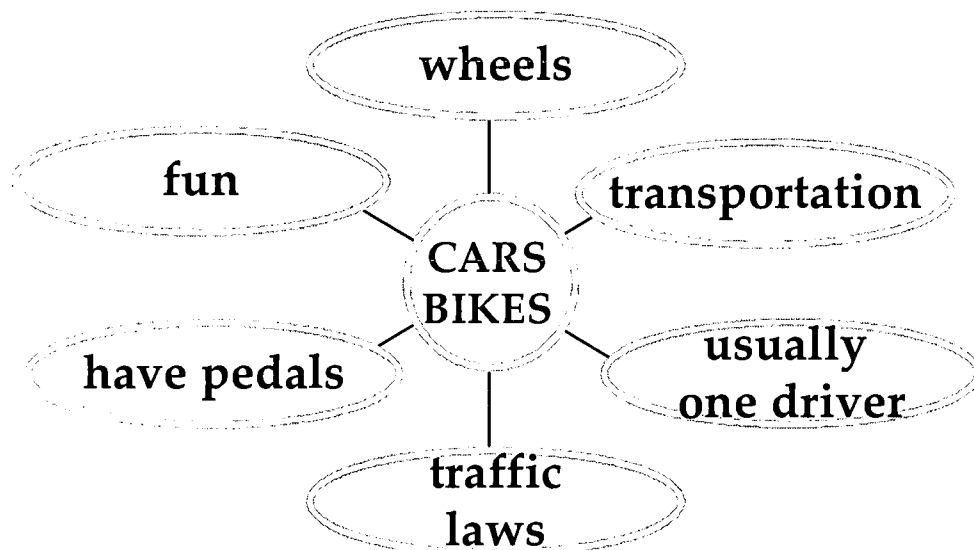 wheels
fun
transportation
CARS
BIKES
have pedals
usually
one driver
traffic
laws